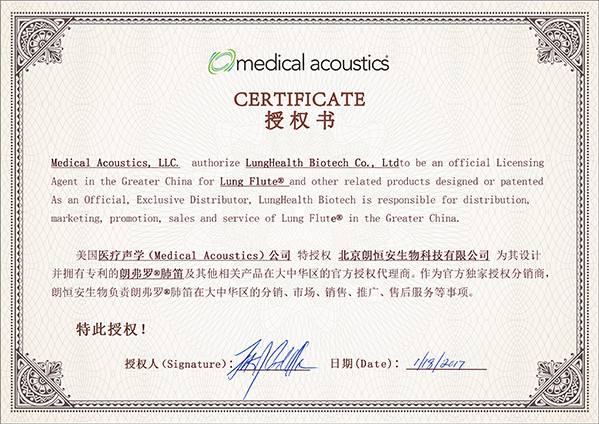 medical acoustics®
CERTIFICATE
授权书
Medical Acoustics, LLC. authorize LungHealth Biotech Co., Ltdto be an official Licensing
Agent in the Greater China for Lung Flute® and other related products designed or patented
As an Official, Exclusive Distributor, LungHealth Biotech is responsible for distribution,
marketing, promotion, sales and service of Lung Flute® in the Greater China.
美国医疗声学(Medical Acoustics)公司 特授权 北京朗恒安生物科技有限公司 为其设计
并拥有专利的朗弗罗®肺笛及其他相关产品在大中华区的官方授权代理商。作为官方独家授权分销商,
朗恒安生物负责朗弗罗®肺笛在大中华区的分销、市场、销售、推广、售后服务等事项。
特此授权!
授权人(Signature): 日期(Date): 1/18/2017